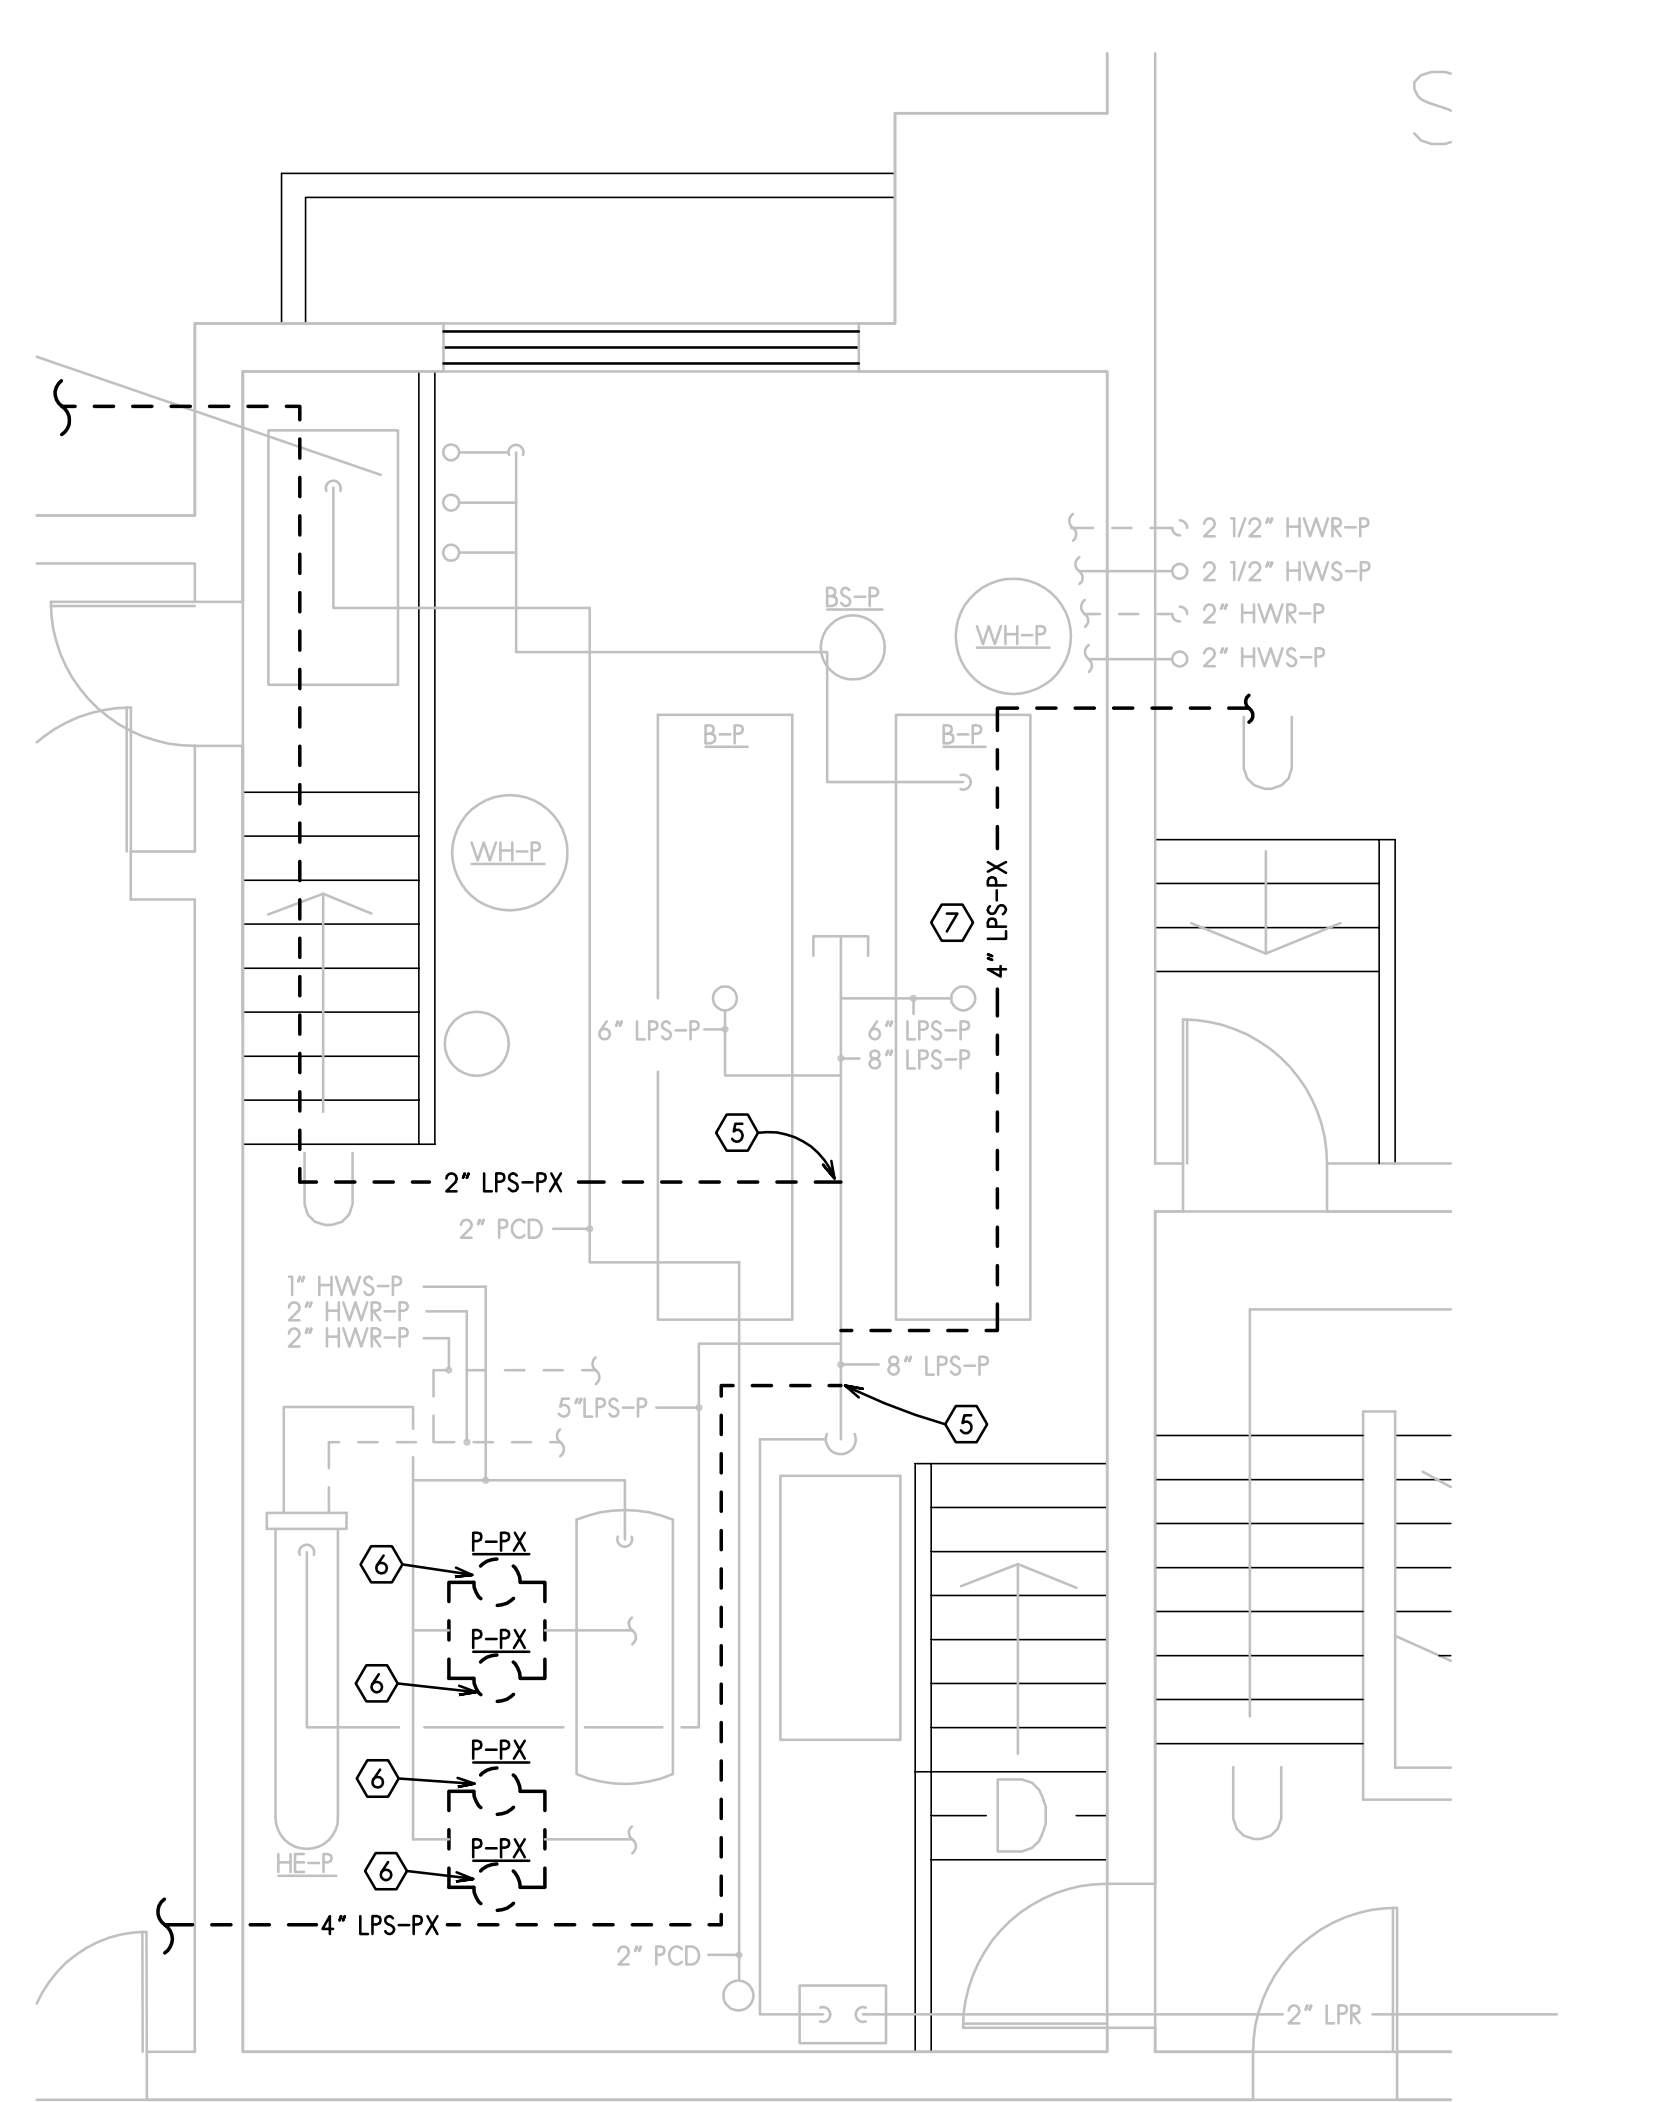 S
2 1/2" HWR-P
2 1/2" HWS-P
2" HWR-P
2" HWS-P
BS-P
WH-P
B-P
B-P
WH-P
4" LPS-PX
7
6" LPS-P
6" LPS-P
8" LPS-P
5
2" LPS-PX
2" PCD
1" HWS-P
2" HWR-P
2" HWR-P
8" LPS-P
5"LPS-P
5
P-PX
6
P-PX
6
P-PX
6
P-PX
6
HE-P
4" LPS-PX
2" PCD
2" LPR